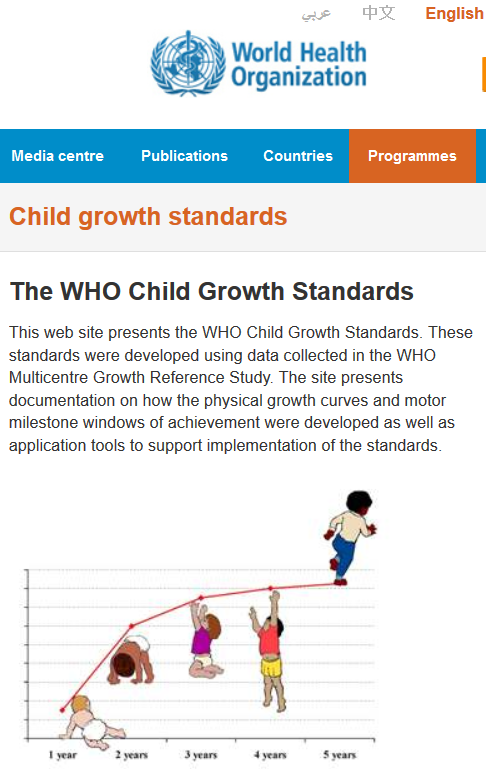 عربي 中文 English
World Health
Organization
Media centre Publications Countries Programmes
Child growth standards
The WHO Child Growth Standards
This web site presents the WHO Child Growth Standards. These
standards were developed using data collected in the WHO
Multicentre Growth Reference Study. The site presents
documentation on how the physical growth curves and motor
milestone windows of achievement were developed as well as
application tools to support implementation of the standards.
1 year 2 years 3 years 4 years 5 years